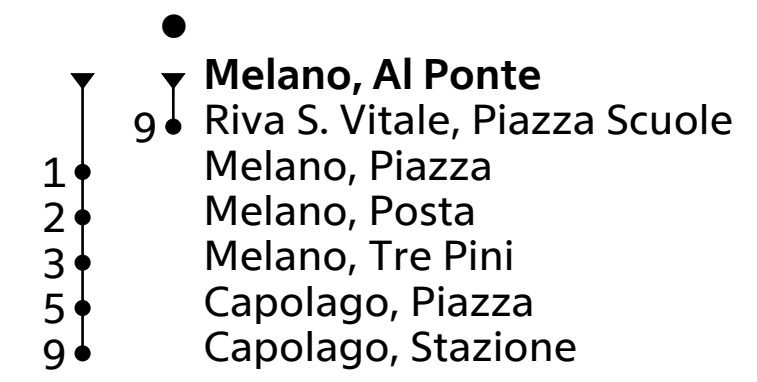 Melano, Al Ponte
9 Riva S. Vitale, Piazza Scuole
1 Melano, Piazza
2 Melano, Posta
3 Melano, Tre Pini
5 Capolago, Piazza
9 Capolago, Stazione